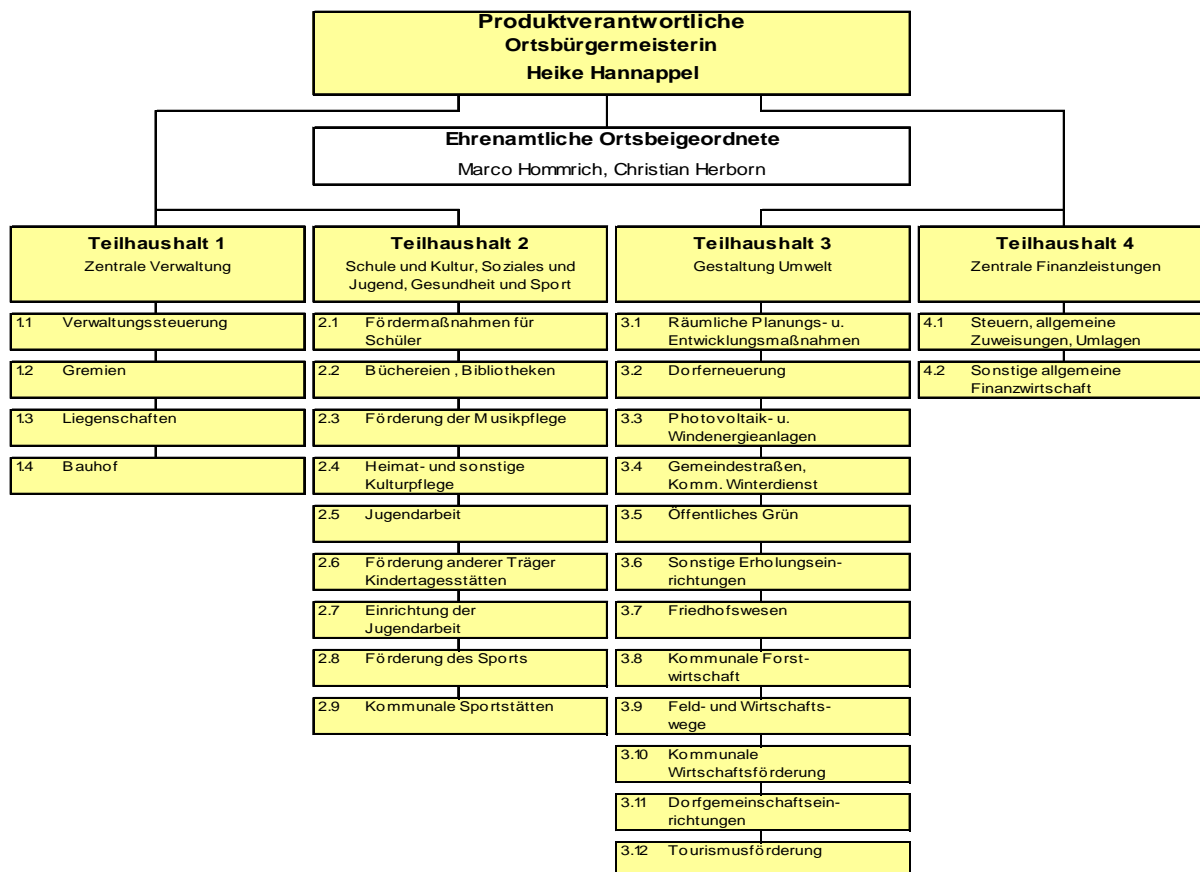 Produktverantwortliche
Ortsbürgermeisterin
Heike Hannappel
Ehrenamtliche Ortsbeigeordnete
Marco Hommrich, Christian Herborn
Teilhaushalt 1
Zentrale Verwaltung
1.1 Verwaltungssteuerung
1.2 Gremien
1.3 Liegenschaften
1.4 Bauhof
Teilhaushalt 2
Schule und Kultur, Soziales und
Jugend, Gesundheit und Sport
2.1 Fördermaßnahmen für
Schüler
2.2 Büchereien , Bibliotheken
2.3 Förderung der Musikpflege
2.4 Heimat- und sonstige
Kulturpflege
2.5 Jugendarbeit
2.6 Förderung anderer Träger
Kindertagesstätten
2.7 Einrichtung der
Jugendarbeit
2.8 Förderung des Sports
2.9 Kommunale Sportstätten
Teilhaushalt 3
Gestaltung Umwelt
3.1 Räumliche Planungs- u.
Entwicklungsmaßnahmen
3.2 Dorferneuerung
3.3 Photovoltaik- u.
Windenergieanlagen
3.4 Gemeindestraßen,
Komm. Winterdienst
3.5 Öffentliches Grün
3.6 Sonstige Erholungsein-
richtungen
3.7 Friedhofswesen
3.8 Kommunale Forst-
wirtschaft
3.9 Feld- und Wirtschafts-
wege
3.10 Kommunale
Wirtschaftsförderung
3.11 Dorfgemeinschaftsein-
richtungen
3.12 Tourismusförderung
Teilhaushalt 4
Zentrale Finanzleistungen
4.1 Steuern, allgemeine
Zuweisungen, Umlagen
4.2 Sonstige allgemeine
Finanzwirtschaft